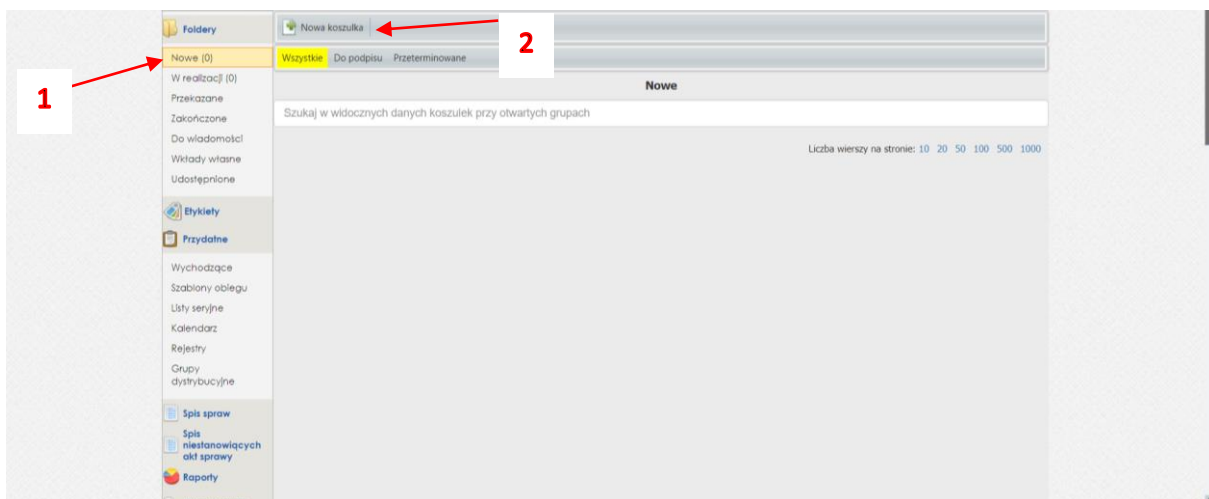 Foldery
Nowa koszulka
2
Nowe (0)
Wszystkie Do podpisu Przeterminowane
1
W realizacji (0)
Nowe
Przekazane
Szukaj w widocznych danych koszulek przy otwartych grupach
Zakończone
Do wiadomości
Liczba wierszy na stronie: 10 20 50 100 500 1000
Wkłady własne
Udostępnione
Etykiety
Przydatne
Wychodzące
Szablony obiegu
Listy seryjne
Kalendarz
Rejestry
Grupy
dystrybucyjne
Spis spraw
Spis
niestanowiących
akt sprawy
Raporty